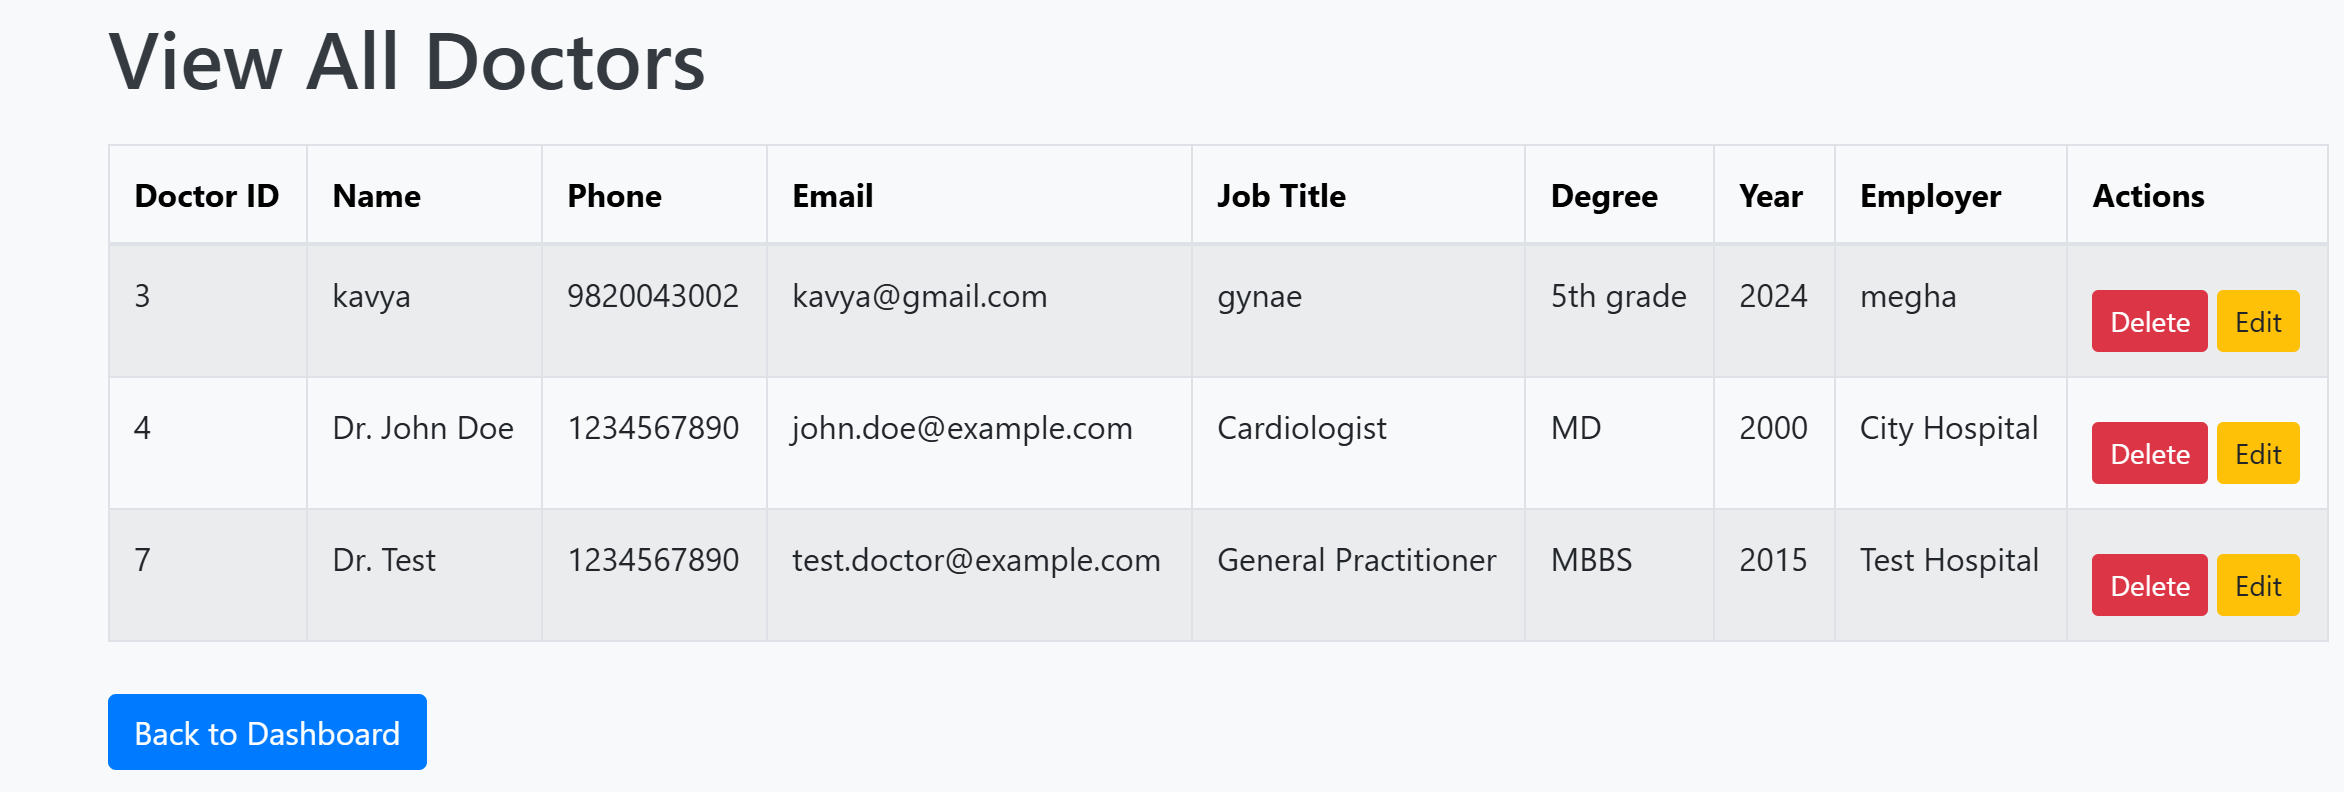 View All Doctors
Doctor ID Name Phone Email Job Title Degree Year Employer Actions
3 kavya 9820043002 kavya@gmail.com gynae 5th grade 2024 megha Delete Edit
4 Dr. John Doe 1234567890 john.doe@example.com Cardiologist MD 2000 City Hospital Delete Edit
7 Dr. Test 1234567890 test.doctor@example.com General Practitioner MBBS 2015 Test Hospital Delete Edit
Back to Dashboard